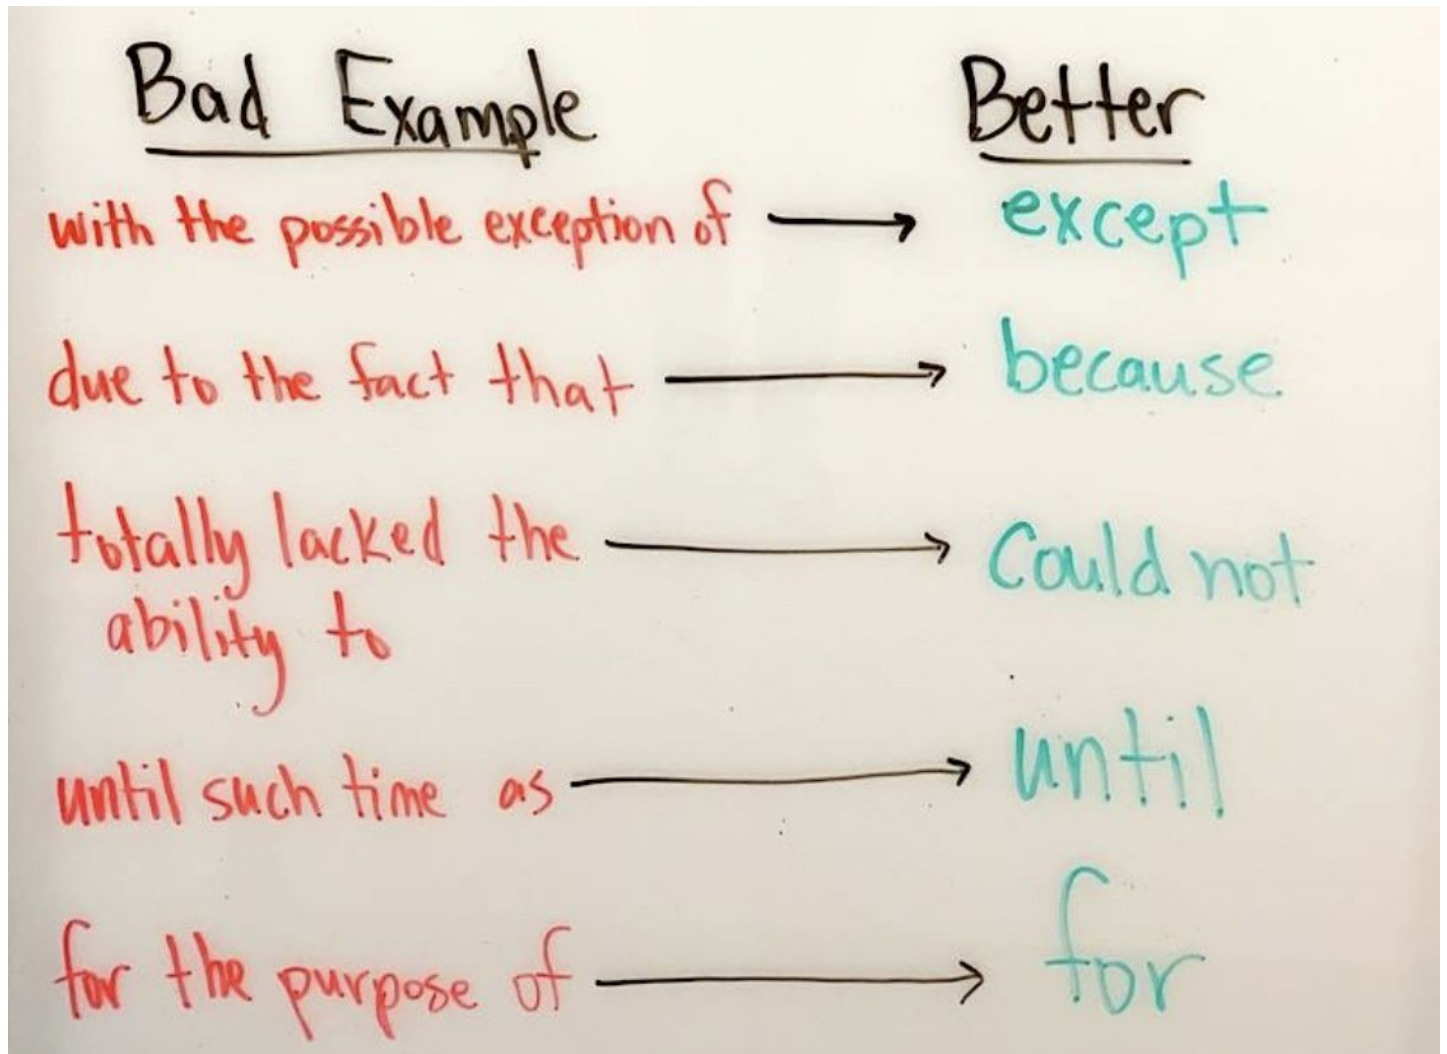 Bad Example Better
with the possible exception of → except
due to the fact that → because
totally lacked the → Could not
ability to
until such time as → until
for the purpose of → for